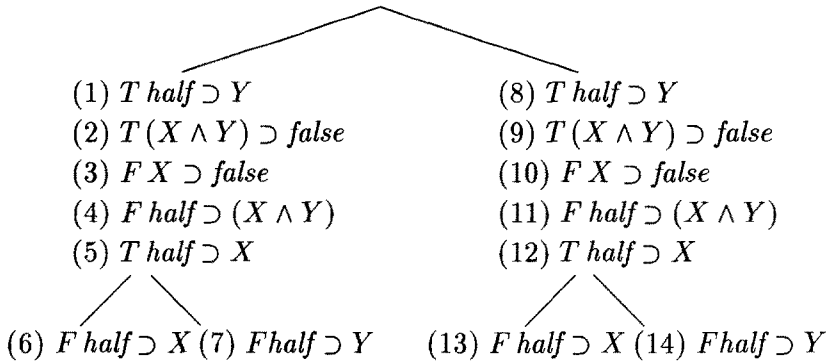 (1) T half ⊃ Y (8) T half ⊃ Y
(2) T (X ∧ Y) ⊃ false (9) T (X ∧ Y) ⊃ false
(3) F X ⊃ false (10) F X ⊃ false
(4) F half ⊃ (X ∧ Y) (11) F half ⊃ (X ∧ Y)
(5) T half ⊃ X (12) T half ⊃ X
(6) F half ⊃ X (7) Fhalf ⊃ Y (13) F half ⊃ X (14) Fhalf ⊃ Y